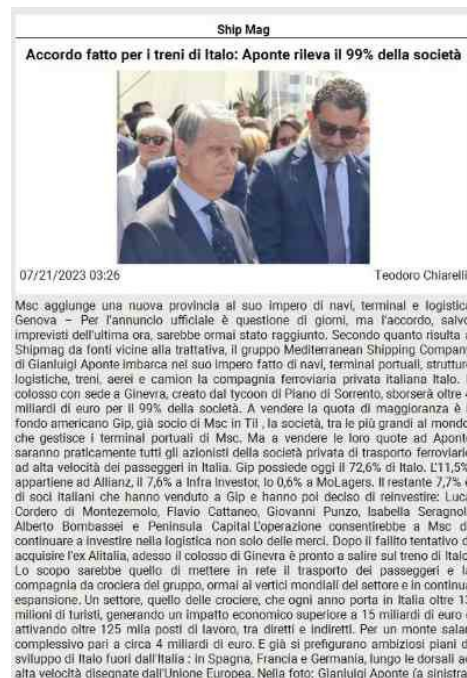 Ship Mag
Accordo fatto per i treni di Italo: Aponte rileva il 99% della società
07/21/2023 03:26
Teodoro Chiarelli
Msc aggiunge una nuova provincia al suo impero di navi, terminal e logistica
Genova – Per l'annuncio ufficiale è questione di giorni, ma l'accordo, salvo
imprevisti dell'ultima ora, sarebbe ormai stato raggiunto. Secondo quanto risulta
Shipmag da fonti vicine alla trattativa, il gruppo Mediterranean Shipping Compan
di Gianluigi Aponte imbarca nel suo impero fatto di navi, terminal portuali, struttur
logistiche, treni, aerei e camion la compagnia ferroviaria privata italiana Italo.
colosso con sede a Ginevra, creato dal tycoon di Piano di Sorrento, sborserà oltre
miliardi di euro per il 99% della società. A vendere la quota di maggioranza è
fondo americano Gip, già socio di Msc in Til , la società, tra le più grandi al mondo
che gestisce i terminal portuali di Msc. Ma a vendere le loro quote ad Aponte
saranno praticamente tutti gli azionisti della società privata di trasporto ferroviario
ad alta velocità dei passeggeri in Italia. Gip possiede oggi il 72,6% di Italo. L'11,5%
appartiene ad Allianz, il 7,6% a Infra Investor, lo 0,6% a MoLagers. Il restante 7,7%
di soci italiani che hanno venduto a Gip e hanno poi deciso di reinvestire: Luc
Cordero di Montezemolo, Flavio Cattaneo, Giovanni Punzo, Isabella Seragnol
Alberto Bombassei e Peninsula Capital L'operazione consentirebbe a Msc d
continuare a investire nella logistica non solo delle merci. Dopo il fallito tentativo d
acquisire l'ex Alitalia, adesso il colosso di Ginevra è pronto a salire sul treno di Italo
Lo scopo sarebbe quello di mettere in rete il trasporto dei passeggeri e l
compagnia da crociera del gruppo, ormai ai vertici mondiali del settore e in continu
espansione. Un settore, quello delle crociere, che ogni anno porta in Italia oltre 13
milioni di turisti, generando un impatto economico superiore a 15 miliardi di euro
attivando oltre 125 mila posti di lavoro, tra diretti e indiretti. Per un monte salar
complessivo pari a circa 4 miliardi di euro. E già si prefigurano ambiziosi piani d
sviluppo di Italo fuori dall'Italia : in Spagna, Francia e Germania, lungo le dorsali a
alta velocità disegnate dall'Unione Europea. Nella foto: Gianluigi Aponte (a sinistra